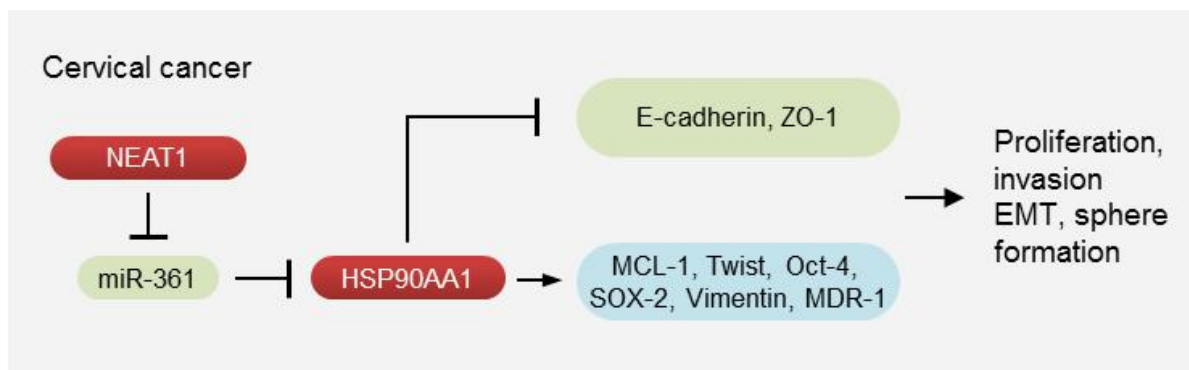 Cervical cancer
NEAT1
miR-361
HSP90AA1
E-cadherin, ZO-1
MCL-1, Twist, Oct-4,
SOX-2, Vimentin, MDR-1
Proliferation,
invasion
EMT, sphere
formation